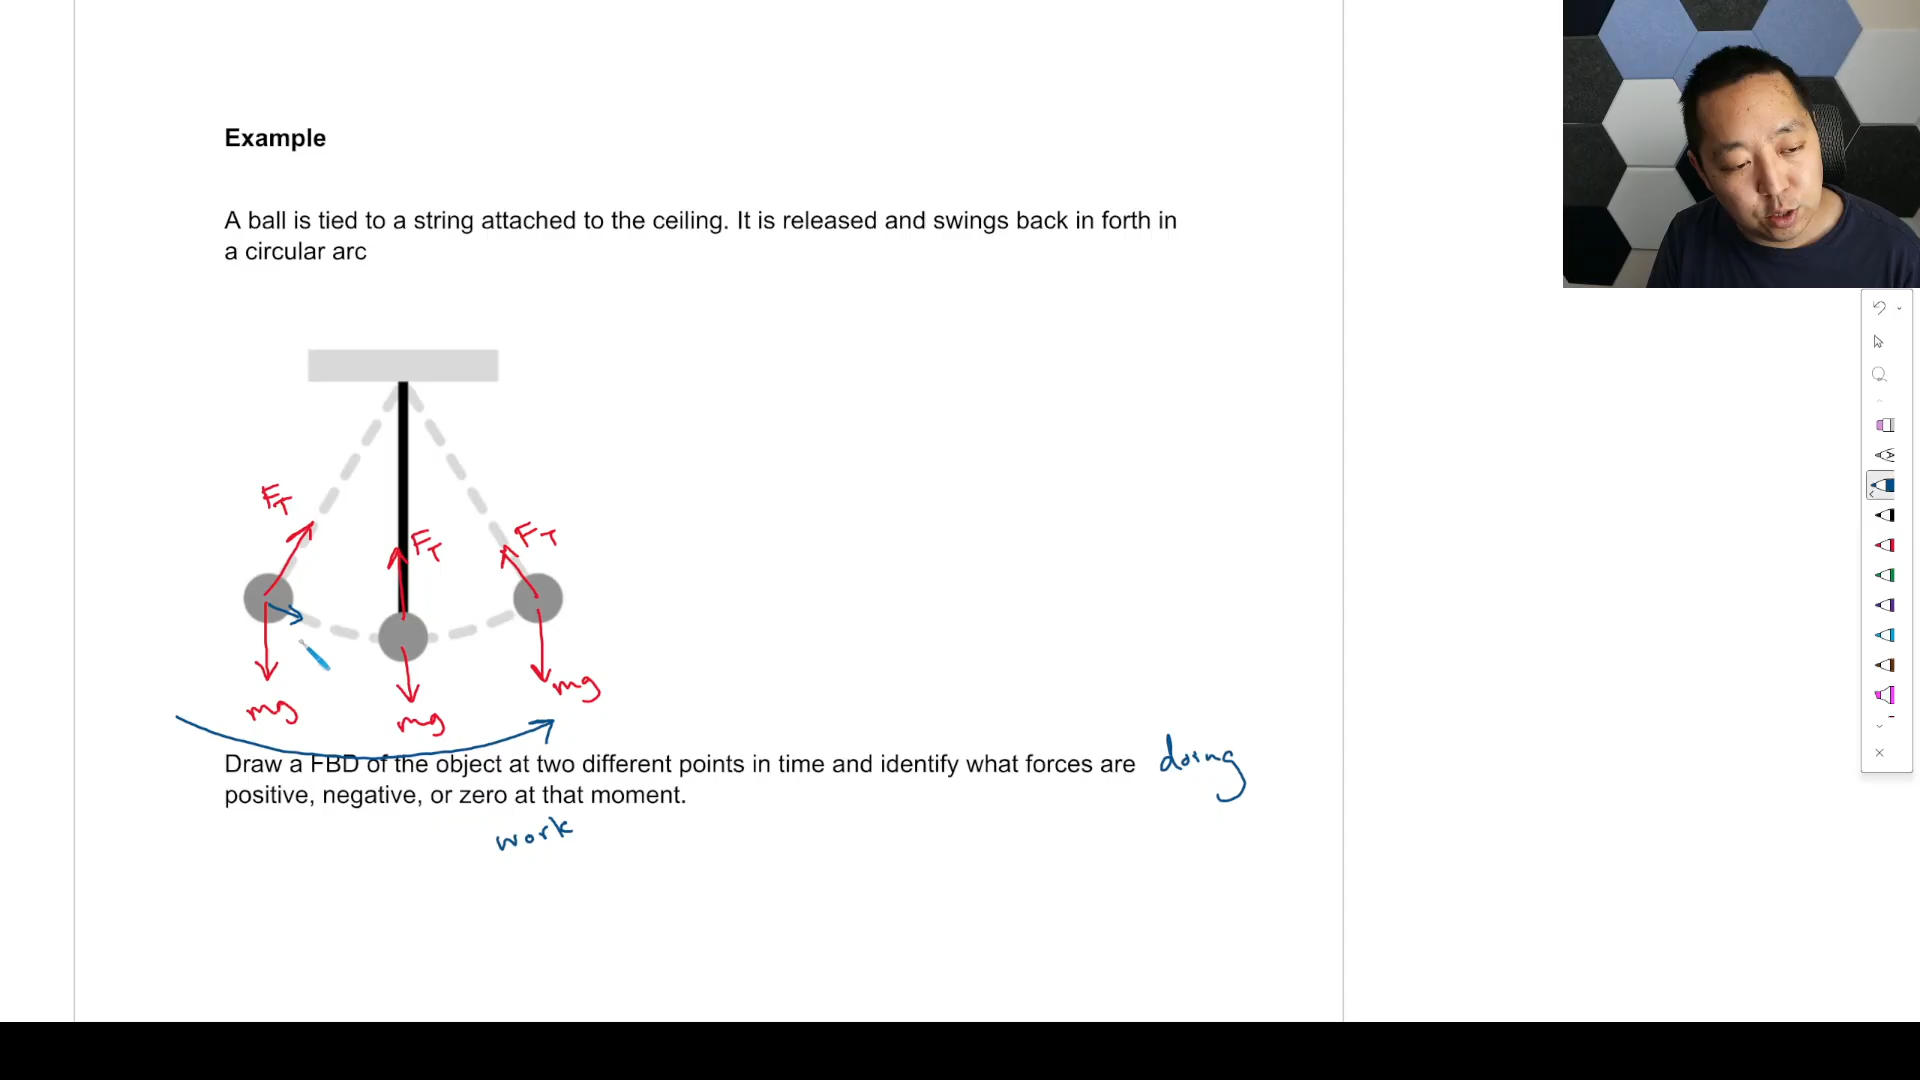 Example
A ball is tied to a string attached to the ceiling. It is released and swings back in forth in
a circular arc
FT
FT
FT
mg
mg
mg
Draw a FBD of the object at two different points in time and identify what forces are doing
positive, negative, or zero at that moment.
work